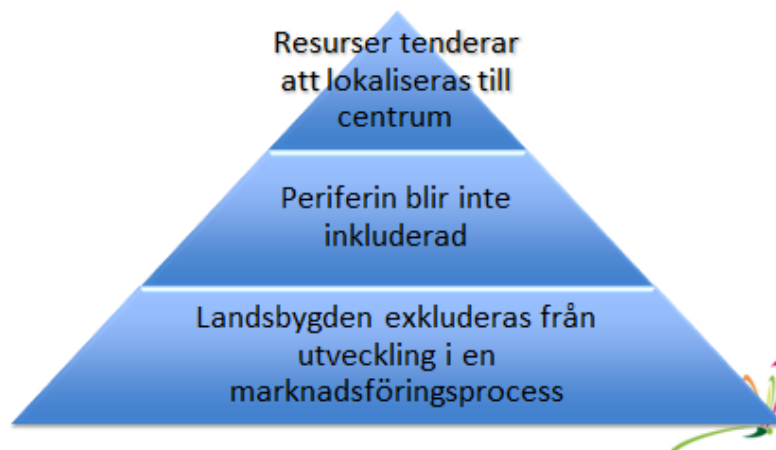 Resurser tenderar
att lokaliseras till
centrum
Periferin blir inte
inkluderad
Landsbygden exkluderas från
utveckling i en
marknadsföringsprocess